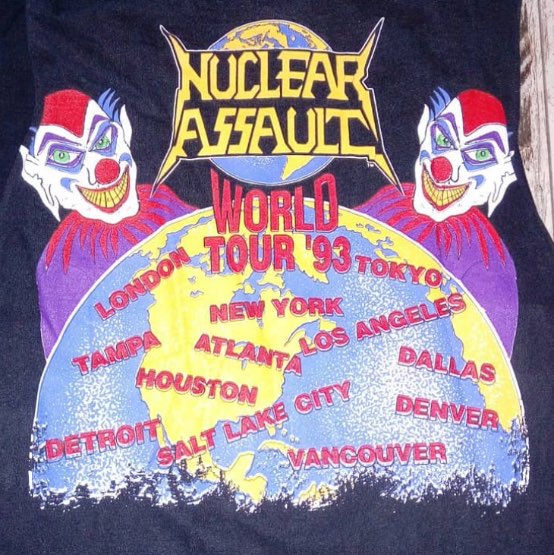 NUCLEAR
ASSAULT
TM
WORLD
TOUR '93
LONDON
TOKYO
NEW YORK
LOS ANGELES
TAMPA
ATLANTA
DALLAS
HOUSTON
SALT LAKE CITY
DENVER
DETROIT
VANCOUVER